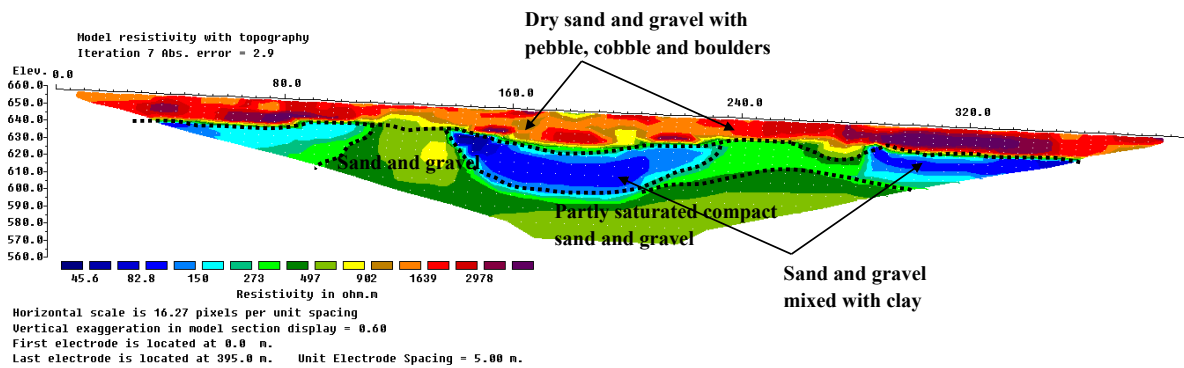 Dry sand and gravel with
pebble, cobble and boulders
Model resistivity with topography
Iteration 7 Abs. error = 2.9
Elev.
0.0
80.0
160.0
240.0
320.0
660.0
650.0
640.0
630.0
620.0
610.0
600.0
590.0
580.0
570.0
560.0
Sand and gravel
Partly saturated compact
sand and gravel
Sand and gravel
mixed with clay
45.6 82.8 150 273 497 902 1639 2978
Resistivity in ohm.m
Horizontal scale is 16.27 pixels per unit spacing
Vertical exaggeration in model section display = 0.60
First electrode is located at 0.0 m.
Last electrode is located at 395.0 m. Unit Electrode Spacing = 5.00 m.